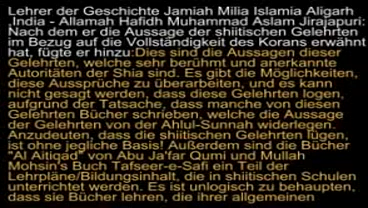 Lehrer der Geschichte Jamiah Milia Islamia Aligarh
,India - Allamah Hafidh Muhammad Aslam Jirajapuri:
Nach dem er die Aussage der shiitischen Gelehrten
im Bezug auf die Vollständigkeit des Korans erwähnt
hat, fügte er hinzu:Dies sind die Aussagen dieser
Gelehrten, welche sehr berühmt und anerkannte
Autoritäten der Shia sind. Es gibt die Möglichkeiten,
diese Aussprüche zu überarbeiten, und es kann
nicht gesagt werden, dass diese Gelehrten logen,
aufgrund der Tatsache, dass manche von diesen
Gelehrten Bücher schrieben, welche die Aussage
der Gelehrten von der Ahlul-Sunnah widerlegen.
Anzudeuten, dass die shiitischen Gelehrten lügen,
ist ohne jegliche Basis! Außerdem sind die Bücher
"Al Aitiqad" von Abu Ja'far Qumi und Mullah
Mohsin's Buch Tafseer-e-Safi ein Teil der
Lehrpläne/Bildungsinhalt, die in shiitischen Schulen
unterrichtet werden. Es ist unlogisch zu behaupten,
dass sie Bücher lehren, die ihrer allgemeinen